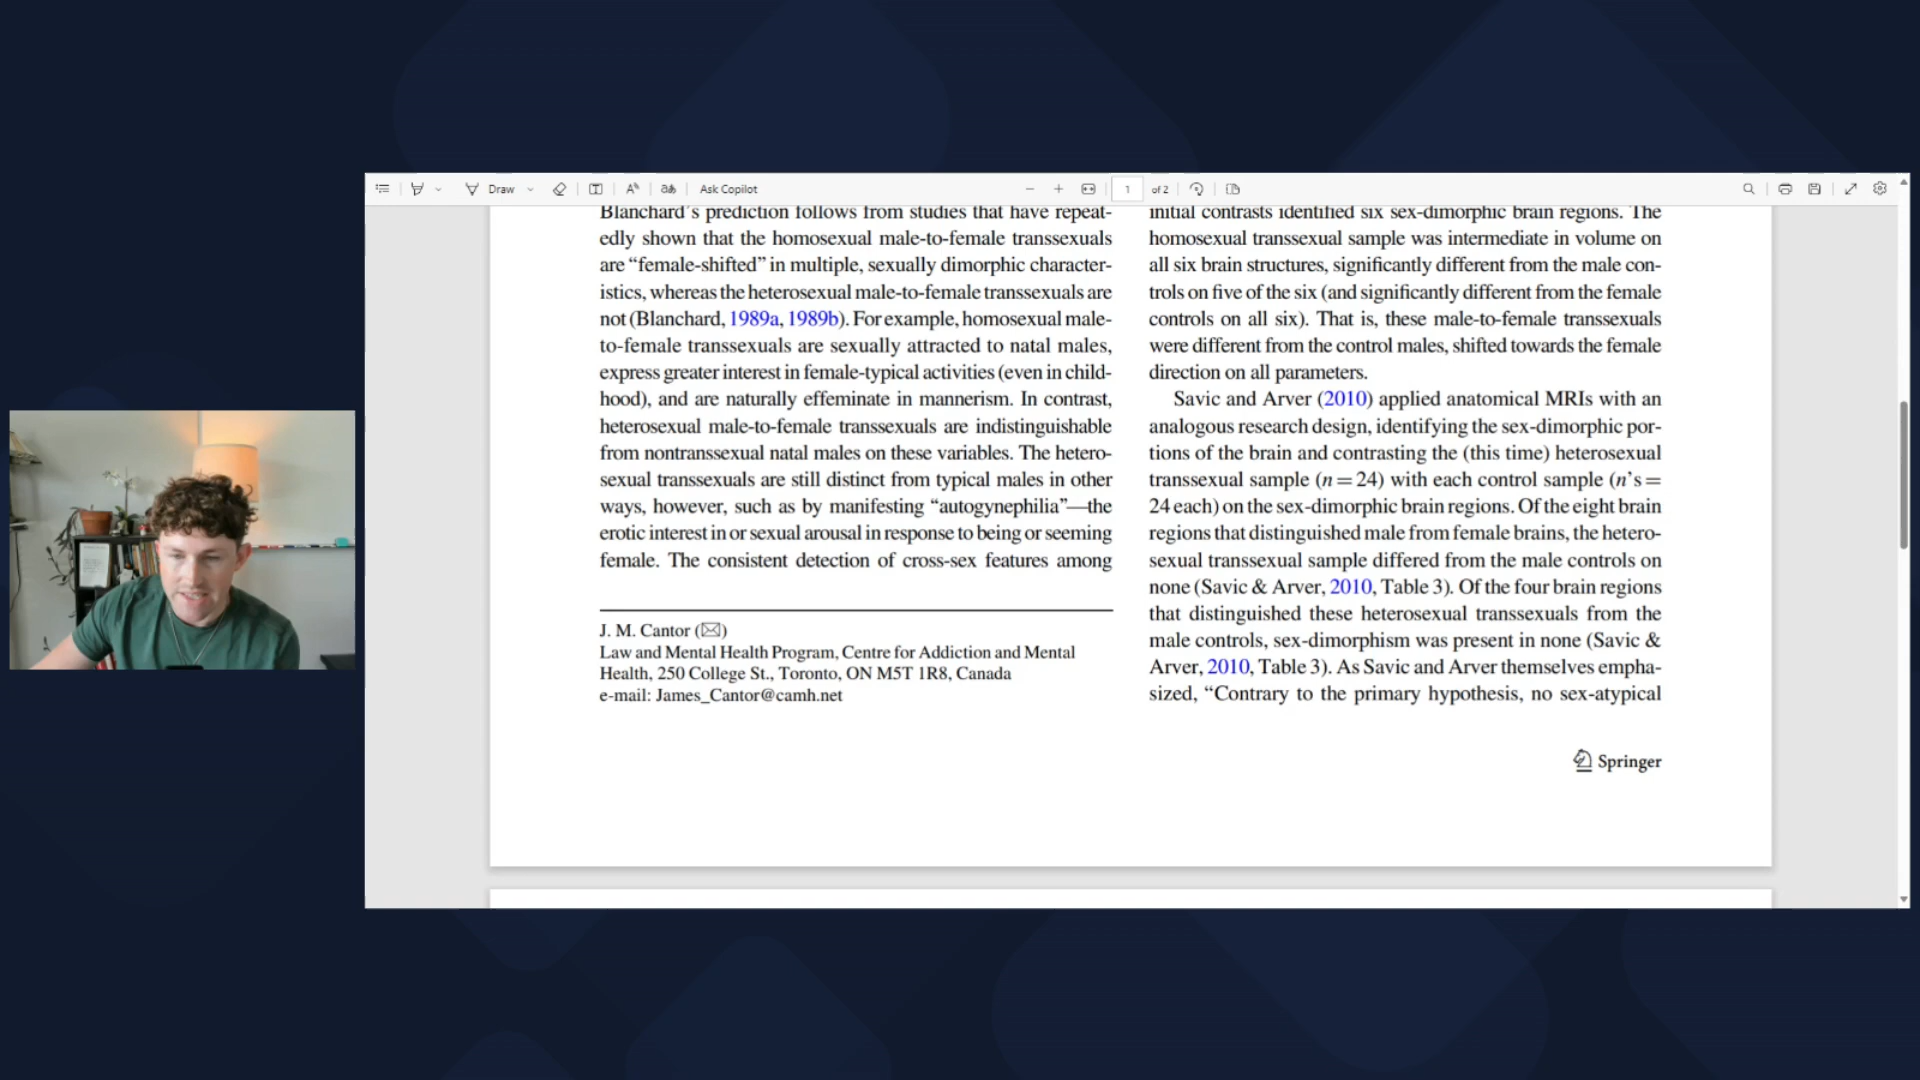 Draw
Ask Copilot
1
of 2
Blanchard's prediction follows from studies that have repeat-
edly shown that the homosexual male-to-female transsexuals
are “female-shifted” in multiple, sexually dimorphic character-
istics, whereas the heterosexual male-to-female transsexuals are
not (Blanchard, 1989a, 1989b). For example, homosexual male-
to-female transsexuals are sexually attracted to natal males,
express greater interest in female-typical activities (even in child-
hood), and are naturally effeminate in mannerism. In contrast,
heterosexual male-to-female transsexuals are indistinguishable
from nontranssexual natal males on these variables. The hetero-
sexual transsexuals are still distinct from typical males in other
ways, however, such as by manifesting “autogynephilia”—the
erotic interest in or sexual arousal in response to being or seeming
female. The consistent detection of cross-sex features among
J. M. Cantor (✉)
Law and Mental Health Program, Centre for Addiction and Mental
Health, 250 College St., Toronto, ON M5T 1R8, Canada
e-mail: James_Cantor@camh.net
initial contrasts identified six sex-dimorphic brain regions. The
homosexual transsexual sample was intermediate in volume on
all six brain structures, significantly different from the male con-
trols on five of the six (and significantly different from the female
controls on all six). That is, these male-to-female transsexuals
were different from the control males, shifted towards the female
direction on all parameters.
Savic and Arver (2010) applied anatomical MRIs with an
analogous research design, identifying the sex-dimorphic por-
tions of the brain and contrasting the (this time) heterosexual
transsexual sample (n = 24) with each control sample (n's =
24 each) on the sex-dimorphic brain regions. Of the eight brain
regions that distinguished male from female brains, the hetero-
sexual transsexual sample differed from the male controls on
none (Savic & Arver, 2010, Table 3). Of the four brain regions
that distinguished these heterosexual transsexuals from the
male controls, sex-dimorphism was present in none (Savic &
Arver, 2010, Table 3). As Savic and Arver themselves empha-
sized, “Contrary to the primary hypothesis, no sex-atypical
Springer